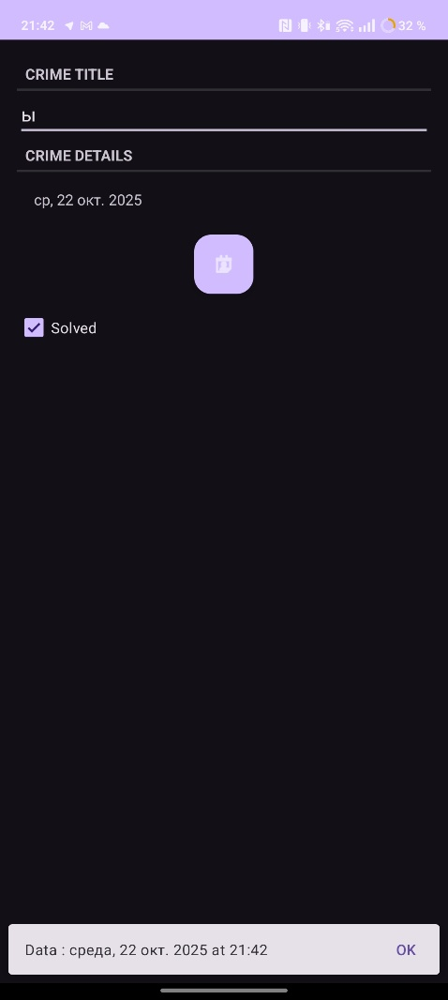 21:42 32 %
CRIME TITLE
ы
CRIME DETAILS
ср, 22 окт. 2025
Solved
Data : среда, 22 окт. 2025 at 21:42 OK